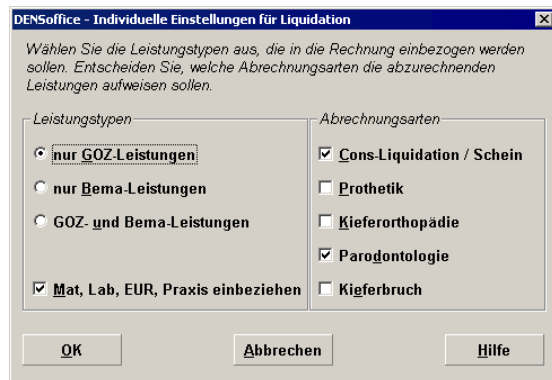 DENSoffice - Individuelle Einstellungen für Liquidation
Wählen Sie die Leistungstypen aus, die in die Rechnung einbezogen werden
sollen. Entscheiden Sie, welche Abrechnungsarten die abzurechnenden
Leistungen aufweisen sollen.
Leistungstypen
nur GOZ-Leistungen
nur Bema-Leistungen
GOZ- und Bema-Leistungen
Mat, Lab, EUR, Praxis einbeziehen
Abrechnungsarten
Cons-Liquidation / Schein
Prothetik
Kieferorthopädie
Parodontologie
Kieferbruch
OK
Abbrechen
Hilfe